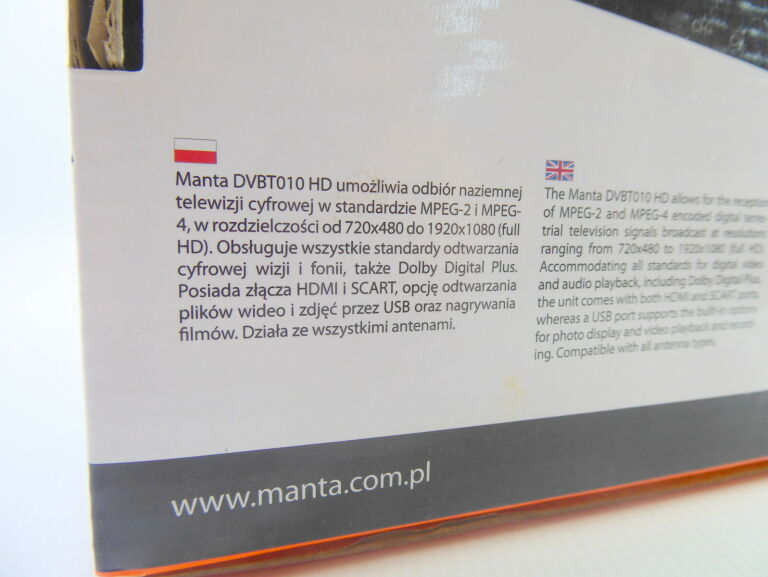 Manta DVBT010 HD umożliwia odbiór naziemnej
telewizji cyfrowej w standardzie MPEG-2 i MPEG-
4, w rozdzielczości od 720x480 do 1920x1080 (full
HD). Obsługuje wszystkie standardy odtwarzania
cyfrowej wizji i fonii, także Dolby Digital Plus.
Posiada złącza HDMI i SCART, opcję odtwarzania
plików wideo i zdjęć przez USB oraz nagrywania
filmów. Działa ze wszystkimi antenami.
The Manta DVBT010 HD allows for the reception
of MPEG-2 and MPEG-4 encoded digital terres-
trial television signals broadcast at resolutions
ranging from 720x480 to 1920x1080 (full HD).
Accommodating all standards for digital video
and audio playback, including Dolby Digital Plus,
the unit comes with both HDMI and SCART ports,
whereas a USB port supports the built-in options
for photo display and video playback and record-
ing. Compatible with all antenna types.
www.manta.com.pl